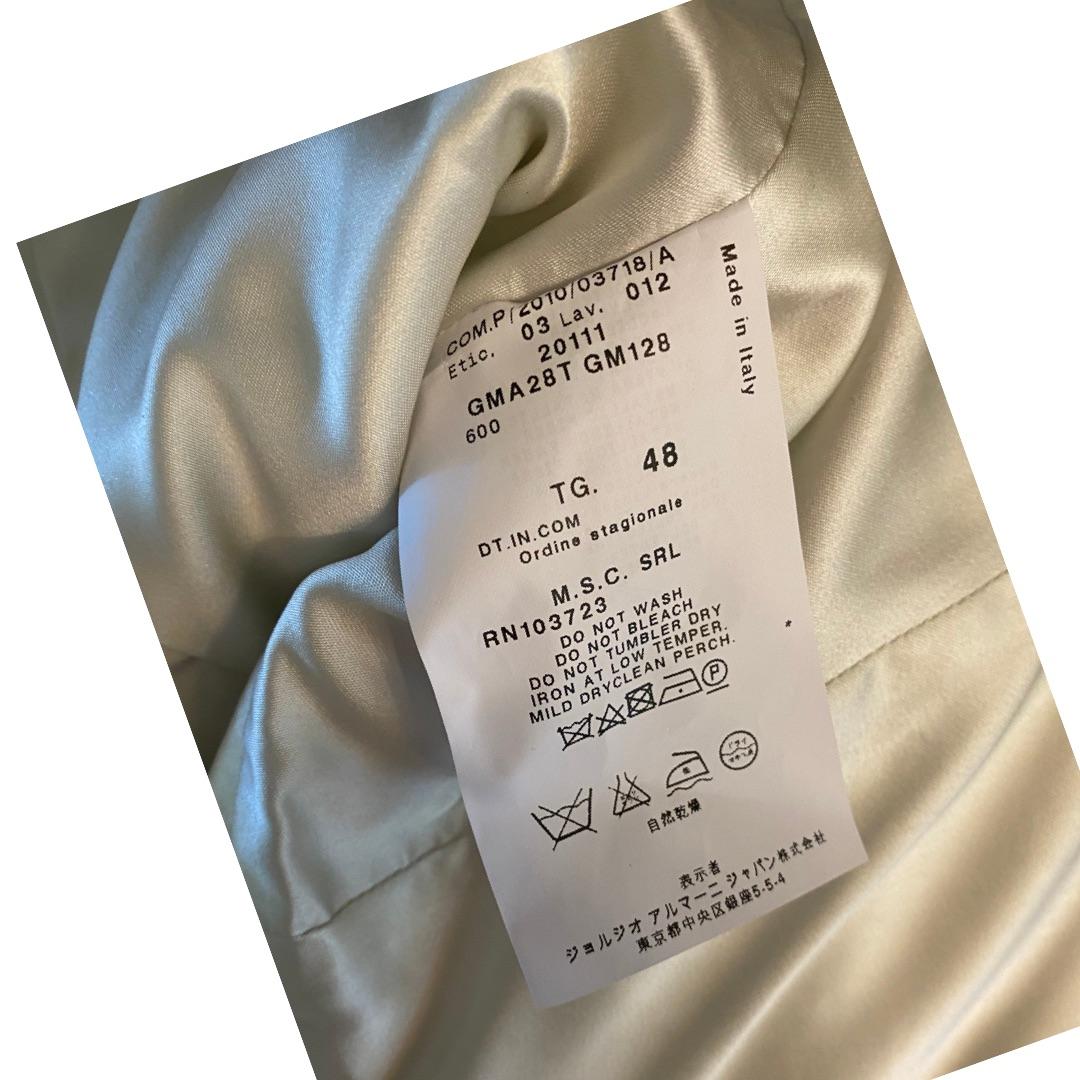 COM.P/2010/03718/A
Etic. 03 Lav. 012
20111
GMA28T GM128
600
TG. 48
DT.IN.COM
Ordine stagionale
M.S.C. SRL
RN103723
DO NOT WASH
DO NOT BLEACH
DO NOT TUMBLER DRY
IRON AT LOW TEMPER.
MILD DRYCLEAN PERCH.
P
自然乾燥
表示者
ジョルジオ アルマーニ ジャパン株式会社
東京都中央区銀座5-5-4
Made in Italy
*